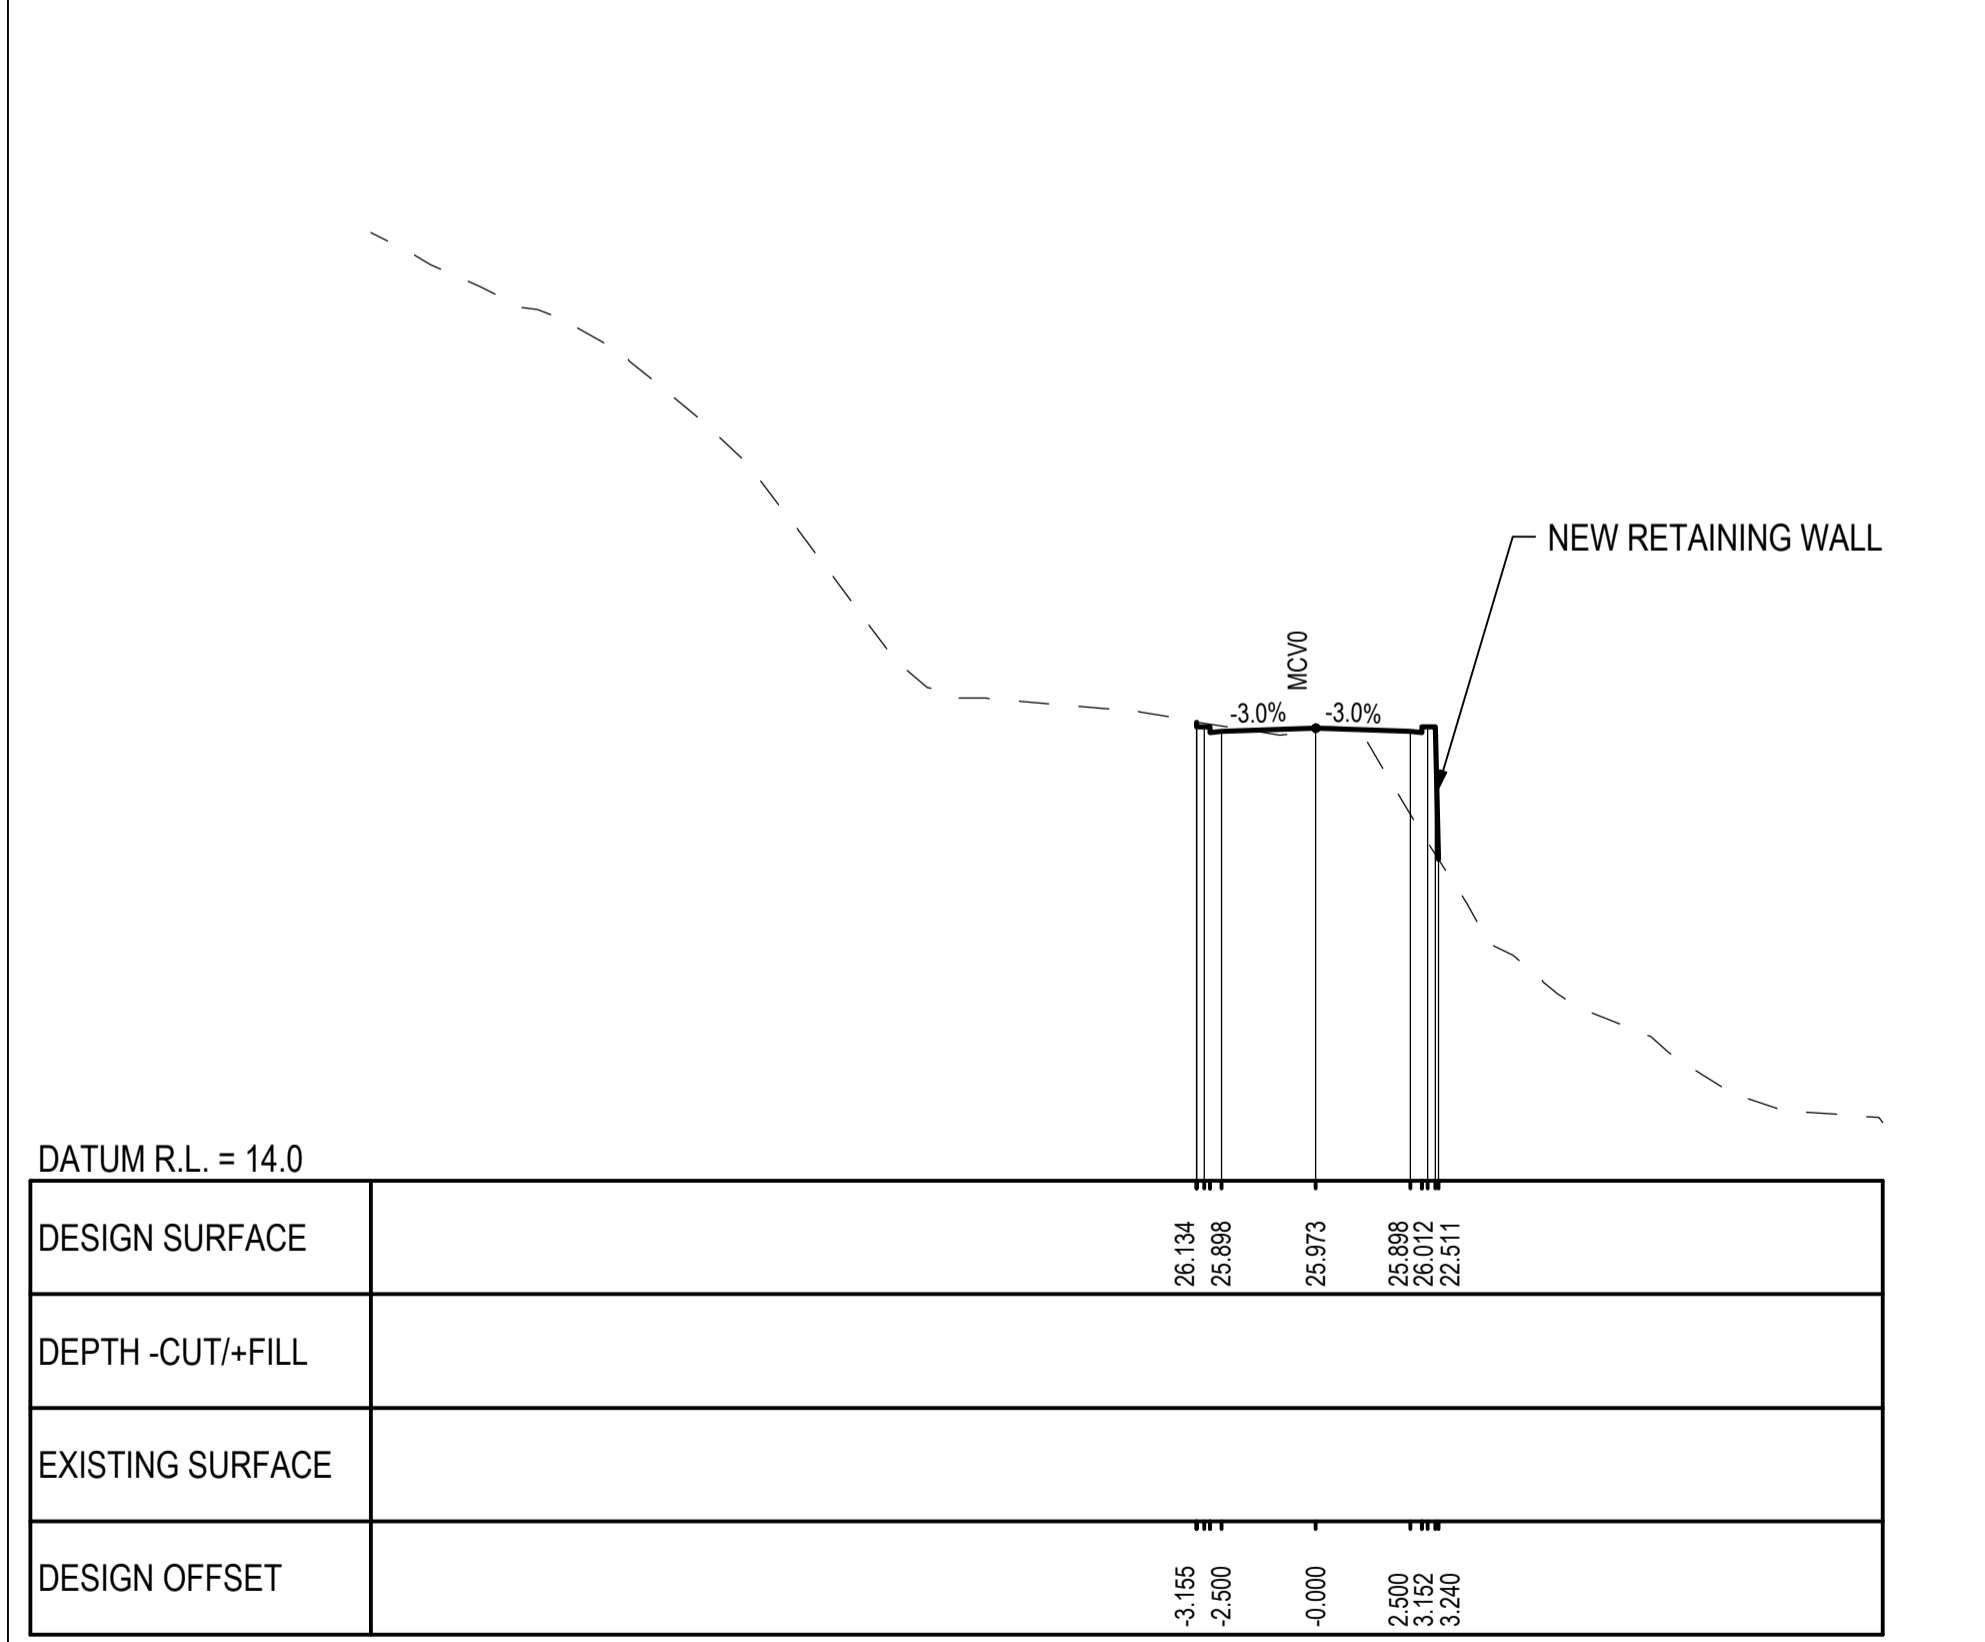 NEW RETAINING WALL
MCV0
-3.0% -3.0%
DATUM R.L. = 14.0
DESIGN SURFACE 26.134 25.898 25.973 25.898 26.012 22.511
DEPTH -CUT/+FILL
EXISTING SURFACE
DESIGN OFFSET -3.155 -2.500 -0.000 2.500 3.152 3.240